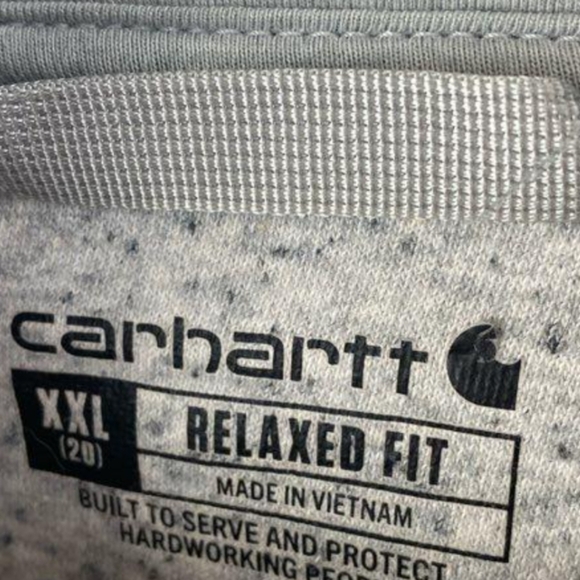 carhartt
XXL
(20)
RELAXED FIT
MADE IN VIETNAM
BUILT TO SERVE AND PROTECT
HARDWORKING